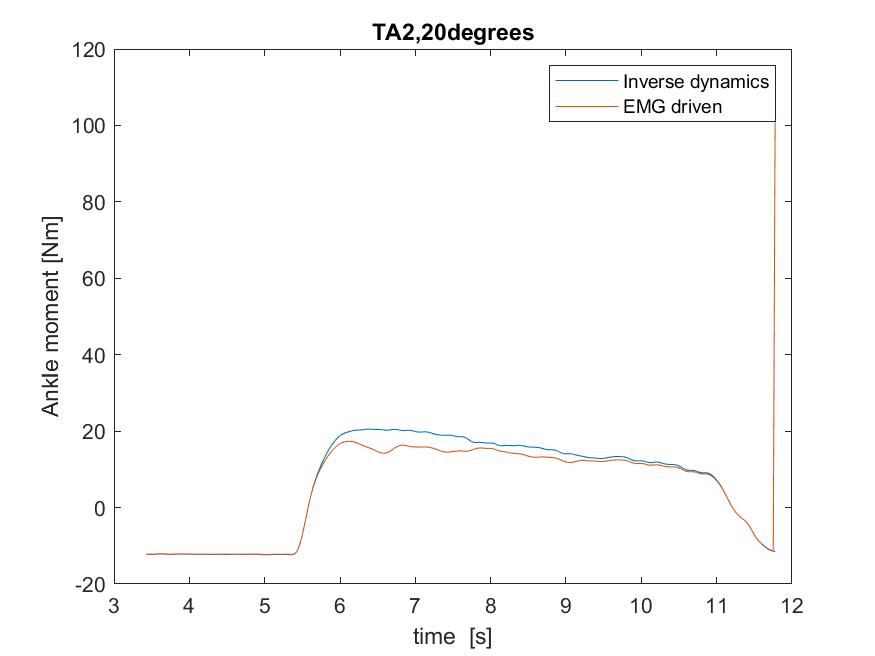 TA2,20degrees
Ankle moment [Nm]
120
100
80
60
40
20
0
-20
Inverse dynamics
EMG driven
3 4 5 6 7 8 9 10 11 12
time [s]